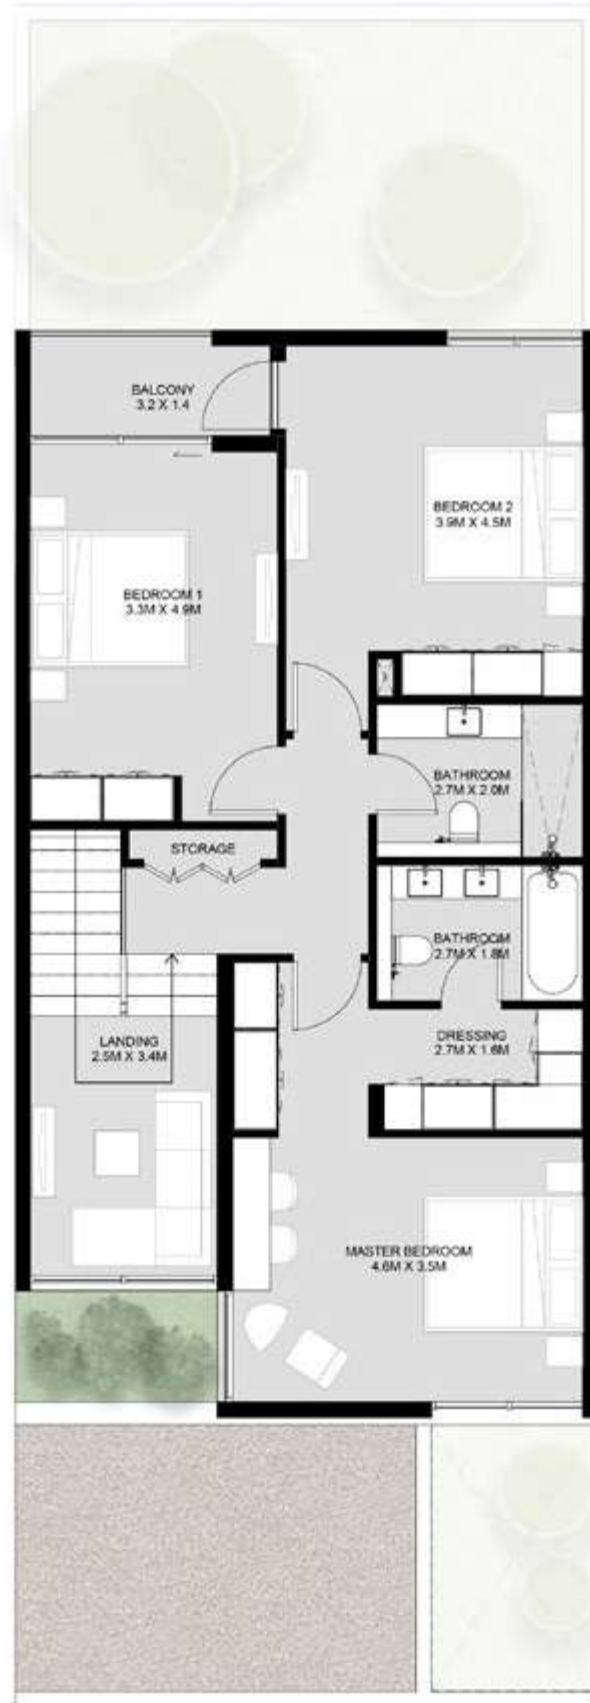 BALCONY
3.2 X 1.4
BEDROOM 2
3.9M X 4.5M
BEDROOM 1
3.3M X 4.9M
BATHROOM
2.7M X 2.0M
STORAGE
BATHROOM
2.7M X 1.8M
LANDING
2.5M X 3.4M
DRESSING
2.7M X 1.6M
MASTER BEDROOM
4.6M X 3.5M